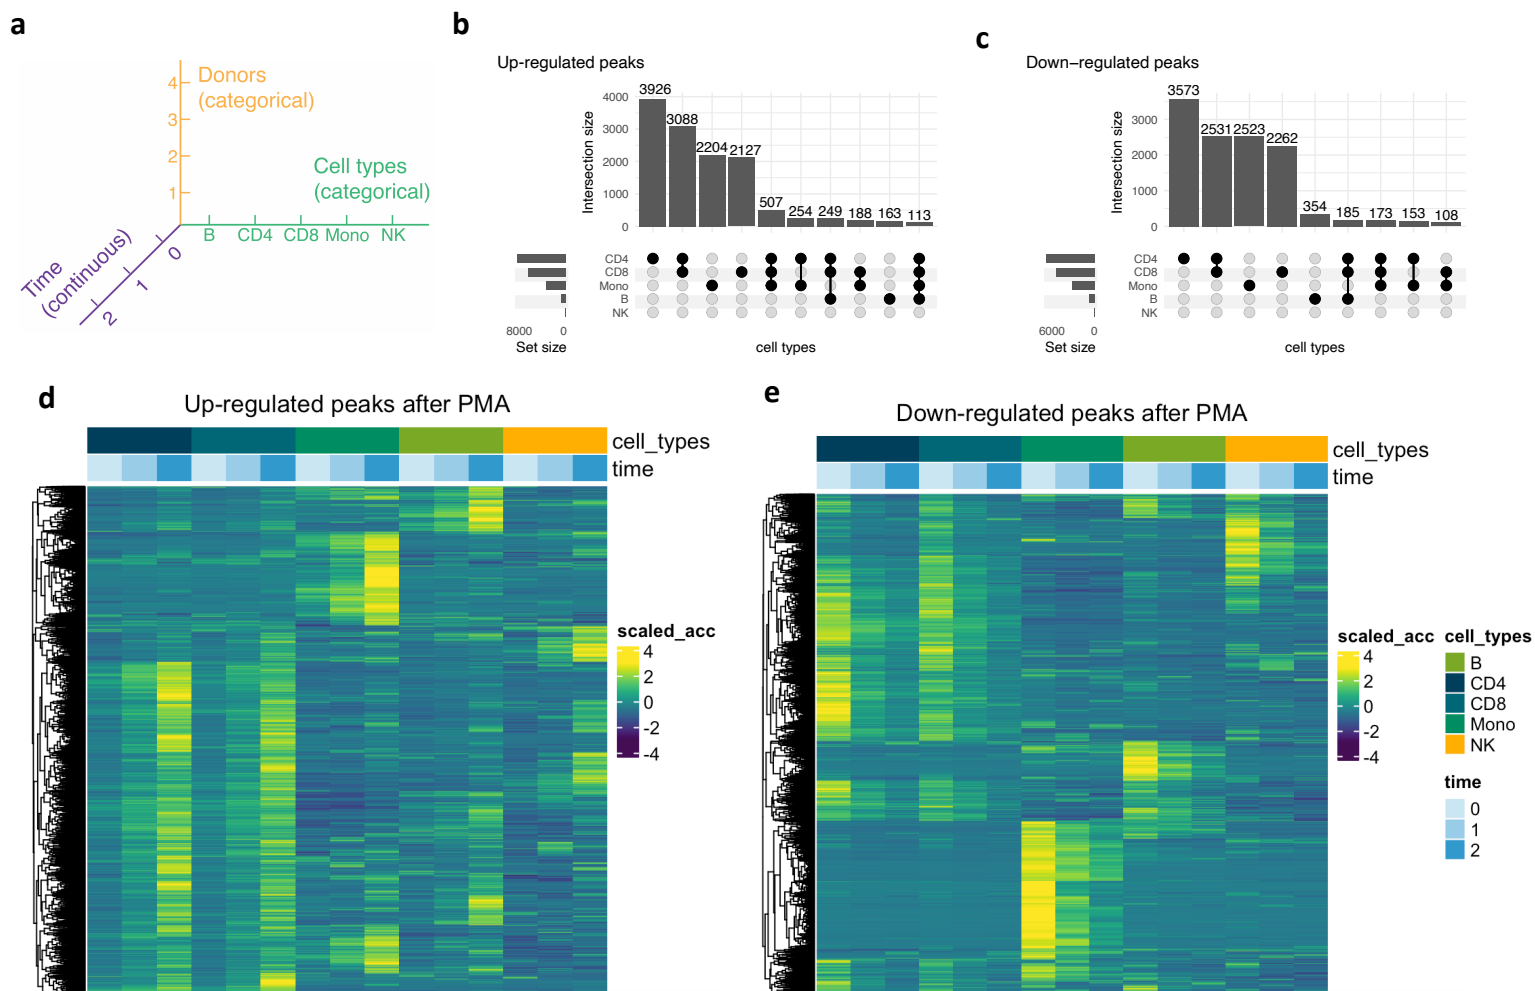 a
4
Donors
(categorical)
3
2
1
Cell types
(categorical)
B CD4 CD8 Mono NK
Time
(continuous)
0
1
2
b
Up-regulated peaks
Intersection size
4000
3000
2000
1000
0
3926
3088
2204
2127
507
254
249
188
163
113
CD4
CD8
Mono
B
NK
8000 0
Set size
cell types
c
Down−regulated peaks
Intersection size
3000
2000
1000
0
3573
2531
2523
2262
354
185
173
153
108
CD4
CD8
Mono
B
NK
6000 0
Set size
cell types
d
Up-regulated peaks after PMA
cell_types
time
scaled_acc
4
2
0
-2
-4
e
Down-regulated peaks after PMA
cell_types
time
scaled_acc
4
2
0
-2
-4
cell_types
B
CD4
CD8
Mono
NK
time
0
1
2